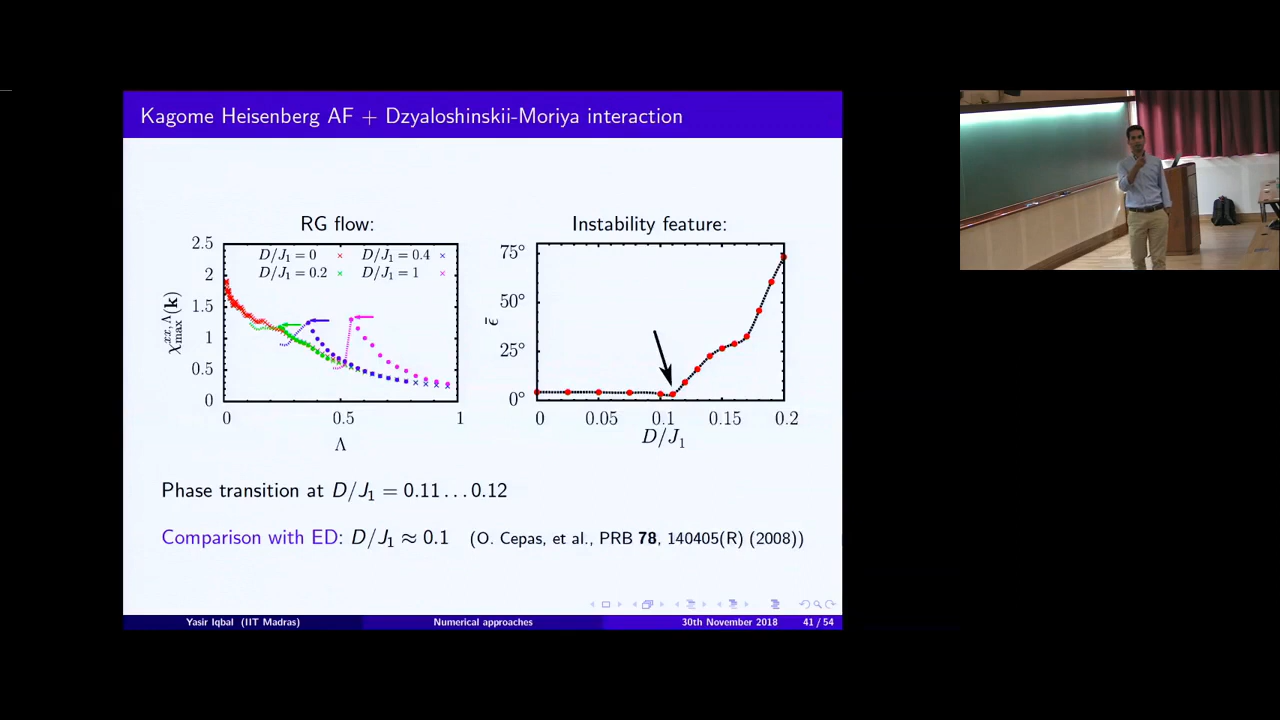 Kagome Heisenberg AF + Dzyaloshinskii-Moriya interaction
RG flow:
D/J₁ = 0 D/J₁ = 0.4
D/J₁ = 0.2 D/J₁ = 1
2.5
2
1.5
1
0.5
0
χ^{xx,Λ}_{max}(k)
0 0.5 1
Λ
Instability feature:
75°
50°
25°
0°
ϵ̄
0 0.05 0.1 0.15 0.2
D/J₁
Phase transition at D/J₁ = 0.11 . . . 0.12
Comparison with ED: D/J₁ ≈ 0.1 (O. Cepas, et al., PRB 78, 140405(R) (2008))
Yasir Iqbal (IIT Madras) Numerical approaches 30th November 2018 41 / 54